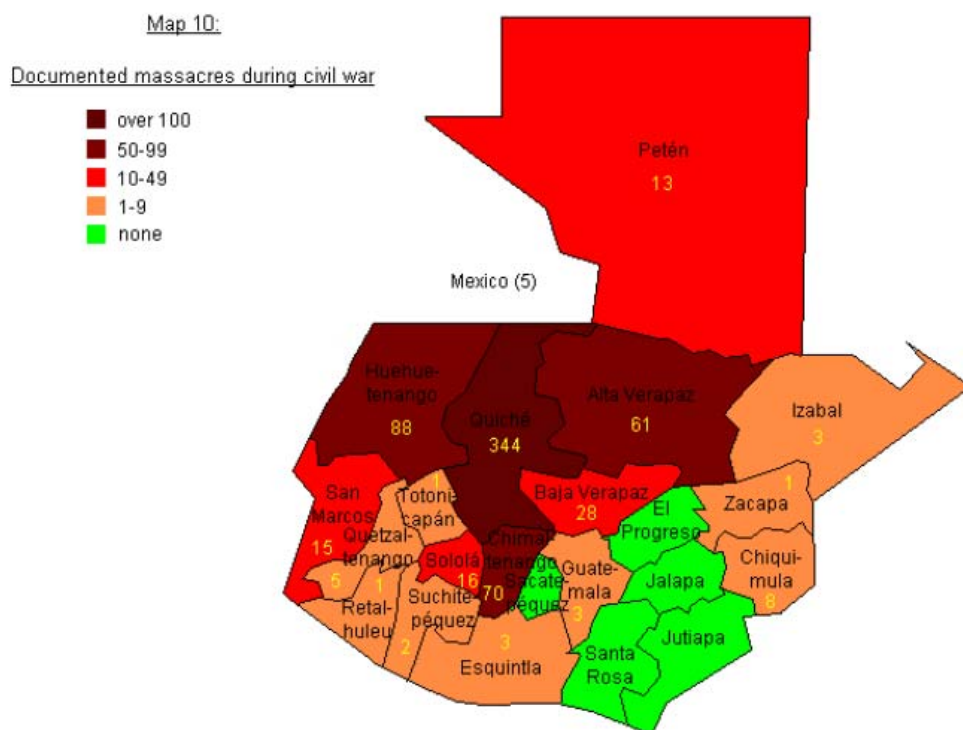 Map 10:
Documented massacres during civil war
over 100
50-99
10-49
1-9
none
Petén
13
Mexico (5)
Huehue-
tenango
88
Quiché
344
Alta Verapaz
61
Izabal
3
San
Marcos
15
Totoni-
capán
1
Quetzal-
tenango
5
Baja Verapaz
28
El
Progreso
Zacapa
1
Chiqui-
mula
8
Sololá
16
Chimal-
tenango
70
Sacate-
péquez
Guate-
mala
3
Jalapa
Retal-
huleu
1
Suchite-
péquez
2
Esquintla
3
Santa
Rosa
Jutiapa